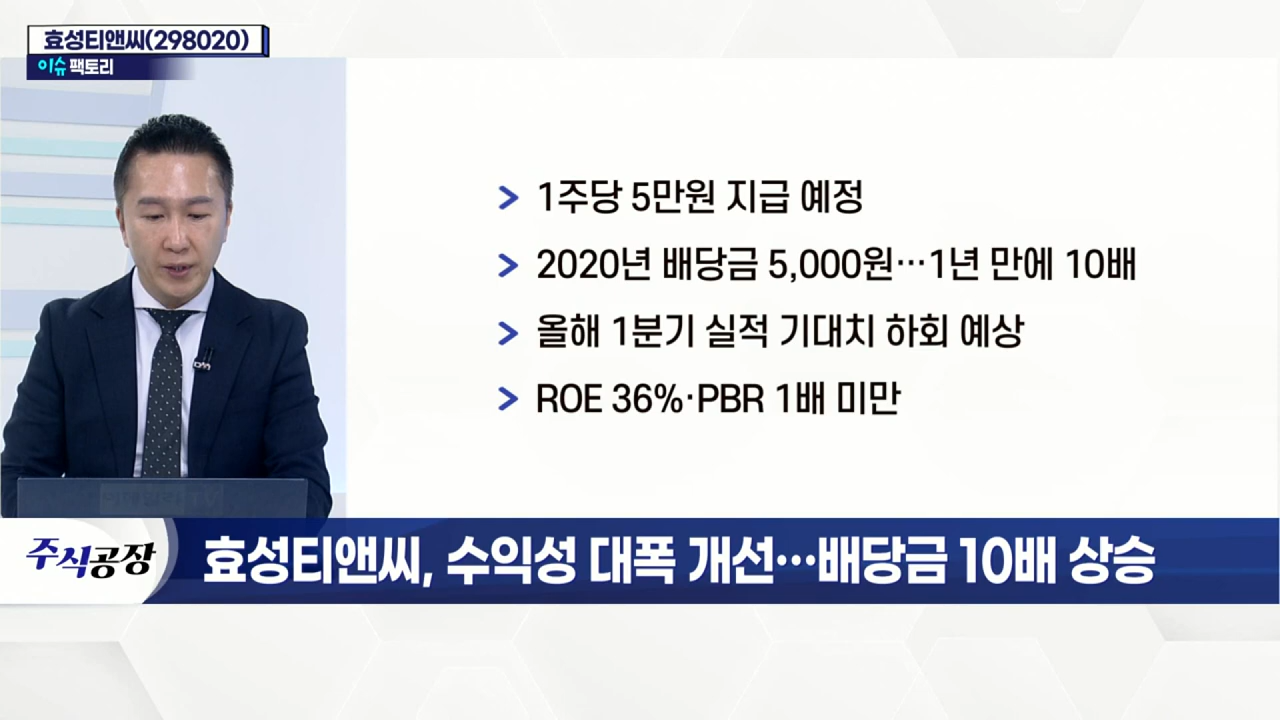 효성티앤씨(298020)
이슈 팩토리
1주당 5만원 지급 예정
2020년 배당금 5,000원…1년 만에 10배
올해 1분기 실적 기대치 하회 예상
ROE 36%·PBR 1배 미만
주식공장
효성티앤씨, 수익성 대폭 개선…배당금 10배 상승